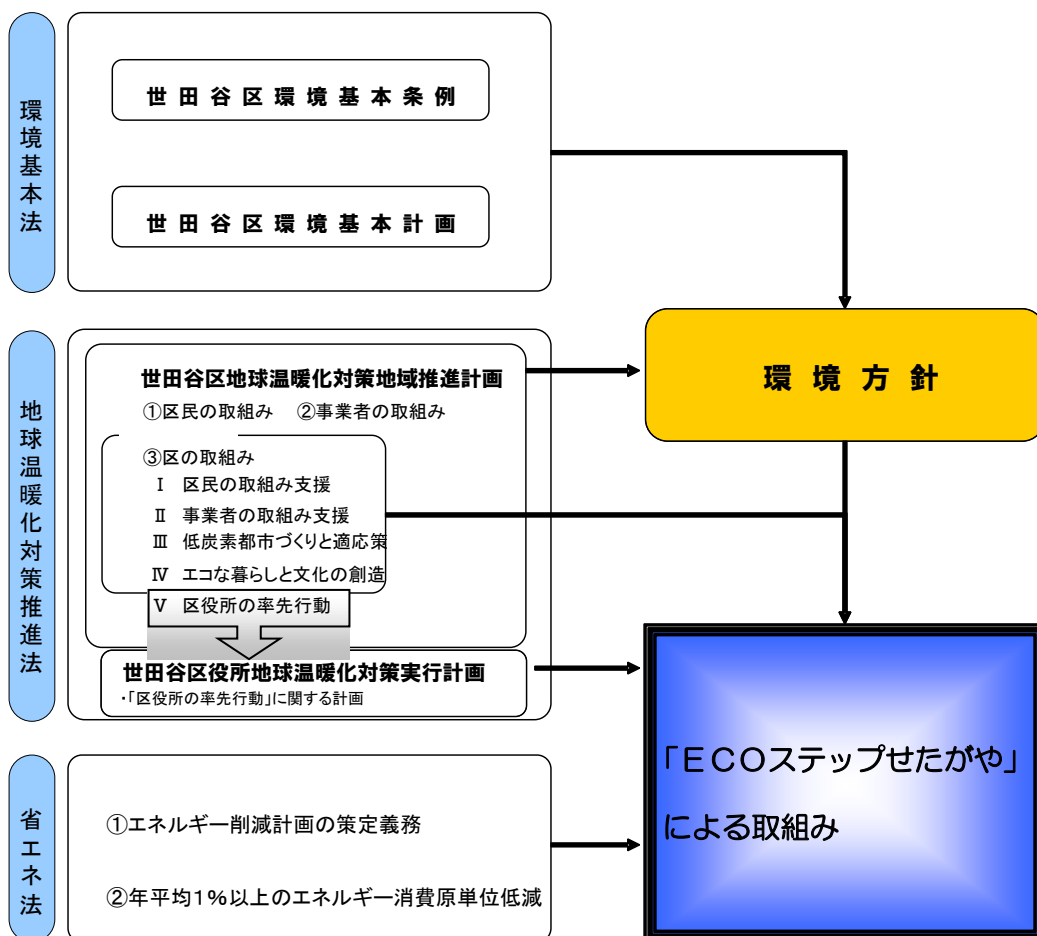 環境基本法
世田谷区環境基本条例
世田谷区環境基本計画
環境方針
地球温暖化対策推進法
世田谷区地球温暖化対策地域推進計画
①区民の取組み ②事業者の取組み
③区の取組み
Ⅰ 区民の取組み支援
Ⅱ 事業者の取組み支援
Ⅲ 低炭素都市づくりと適応策
Ⅳ エコな暮らしと文化の創造
Ⅴ 区役所の率先行動
世田谷区役所地球温暖化対策実行計画
・「区役所の率先行動」に関する計画
「ECOステップせたがや」
による取組み
省エネ法
①エネルギー削減計画の策定義務
②年平均1%以上のエネルギー消費原単位低減